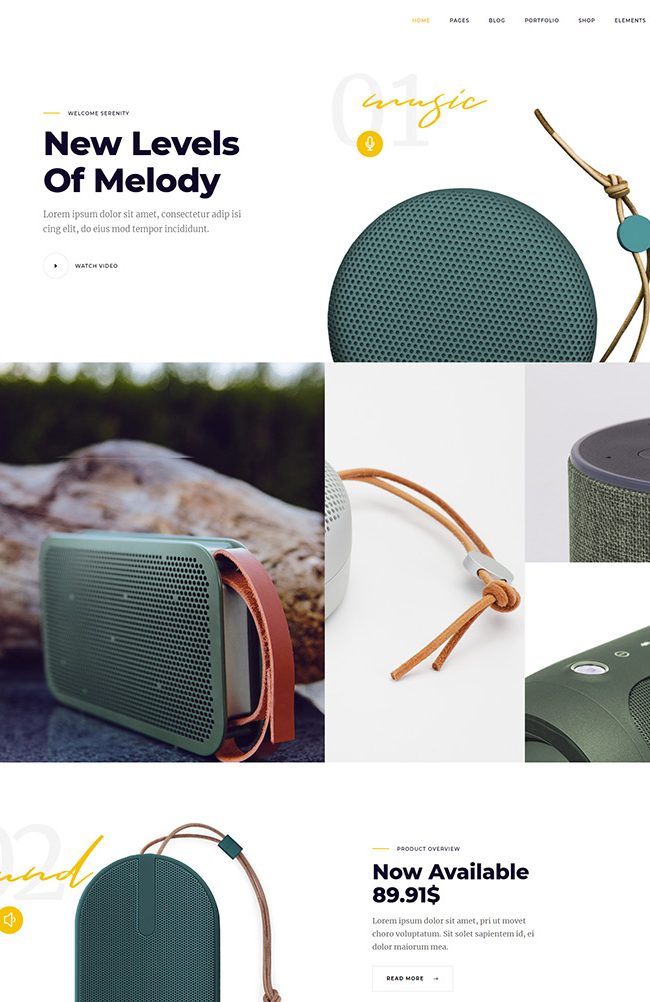 HOME PAGES BLOG PORTFOLIO SHOP ELEMENTS
01
music
WELCOME SERENITY
New Levels
Of Melody
Lorem ipsum dolor sit amet, consectetur adip isi
cing elit, do eius mod tempor incididunt.
WATCH VIDEO
02
PRODUCT OVERVIEW
Now Available
89.91$
Lorem ipsum dolor sit amet, pri ut movet
choro voluptatum. Sit solet sapientem id, ei
dolor maiorum mea.
READ MORE →